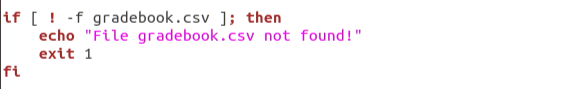 if [ ! -f gradebook.csv ]; then
    echo "File gradebook.csv not found!"
    exit 1
fi